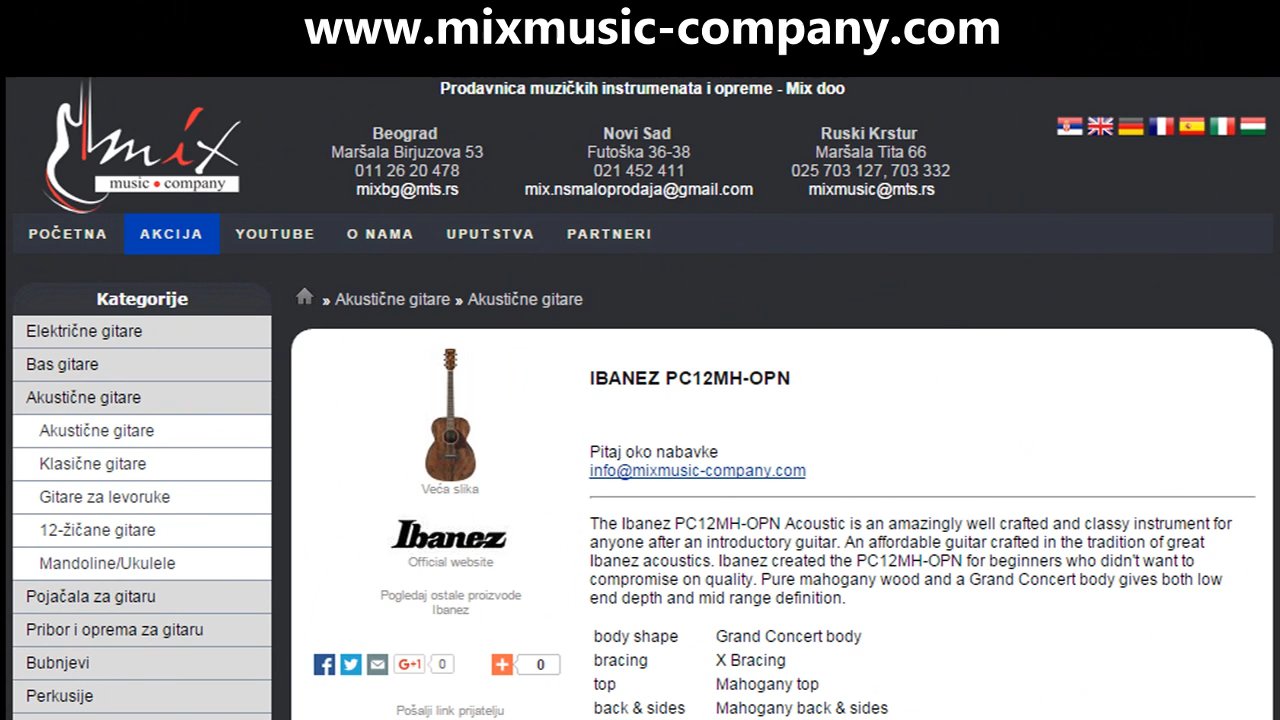 www.mixmusic-company.com
Prodavnica muzičkih instrumenata i opreme - Mix doo
mix
music • company
Beograd
Maršala Birjuzova 53
011 26 20 478
mixbg@mts.rs
Novi Sad
Futoška 36-38
021 452 411
mix.nsmaloprodaja@gmail.com
Ruski Krstur
Maršala Tita 66
025 703 127, 703 332
mixmusic@mts.rs
POČETNA AKCIJA YOUTUBE O NAMA UPUTSTVA PARTNERI
Kategorije
Električne gitare
Bas gitare
Akustične gitare
Akustične gitare
Klasične gitare
Gitare za levoruke
12-žičane gitare
Mandoline/Ukulele
Pojačala za gitaru
Pribor i oprema za gitaru
Bubnjevi
Perkusije
» Akustične gitare » Akustične gitare
Veća slika
Ibanez
Official website
Pogledaj ostale proizvode
Ibanez
G+1 0
0
Pošalji link prijatelju
IBANEZ PC12MH-OPN
Pitaj oko nabavke
info@mixmusic-company.com
The Ibanez PC12MH-OPN Acoustic is an amazingly well crafted and classy instrument for
anyone after an introductory guitar. An affordable guitar crafted in the tradition of great
Ibanez acoustics. Ibanez created the PC12MH-OPN for beginners who didn't want to
compromise on quality. Pure mahogany wood and a Grand Concert body gives both low
end depth and mid range definition.
body shape Grand Concert body
bracing X Bracing
top Mahogany top
back & sides Mahogany back & sides